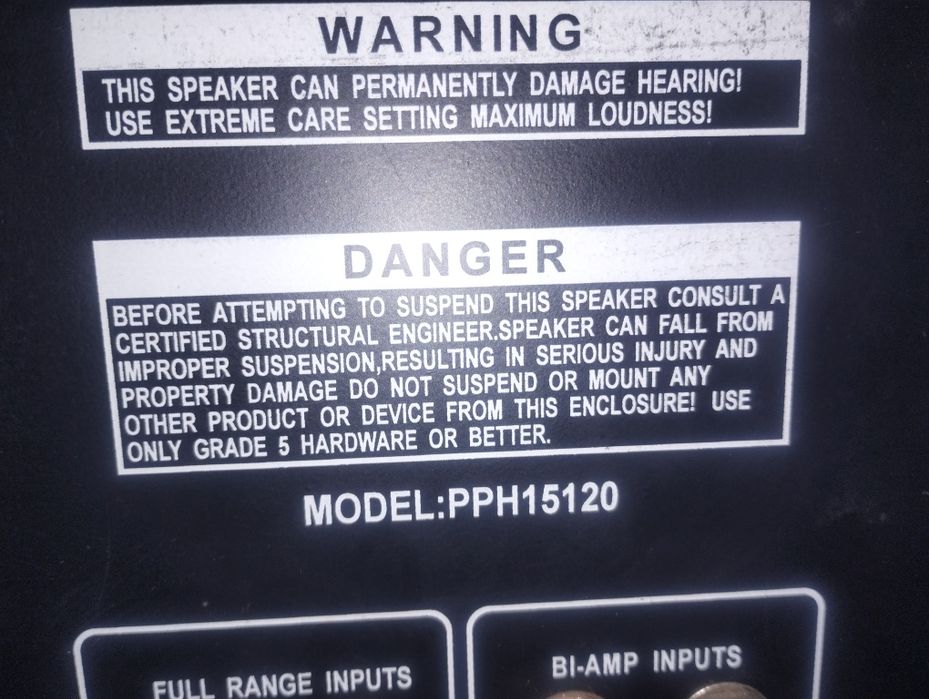 WARNING
THIS SPEAKER CAN PERMANENTLY DAMAGE HEARING!
USE EXTREME CARE SETTING MAXIMUM LOUDNESS!
DANGER
BEFORE ATTEMPTING TO SUSPEND THIS SPEAKER CONSULT A
CERTIFIED STRUCTURAL ENGINEER.SPEAKER CAN FALL FROM
IMPROPER SUSPENSION,RESULTING IN SERIOUS INJURY AND
PROPERTY DAMAGE DO NOT SUSPEND OR MOUNT ANY
OTHER PRODUCT OR DEVICE FROM THIS ENCLOSURE! USE
ONLY GRADE 5 HARDWARE OR BETTER.
MODEL:PPH15120
FULL RANGE INPUTS
BI-AMP INPUTS